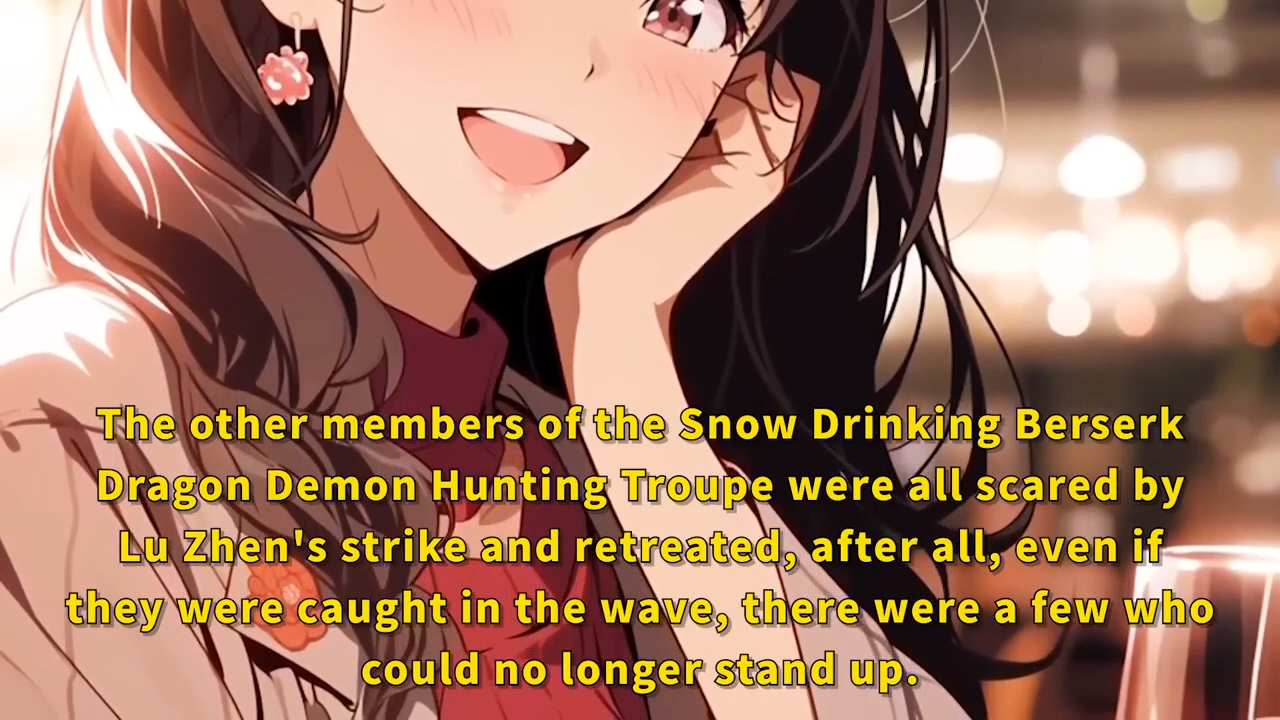 The other members of the Snow Drinking Berserk
Dragon Demon Hunting Troupe were all scared by
Lu Zhen's strike and retreated, after all, even if
they were caught in the wave, there were a few who
could no longer stand up.